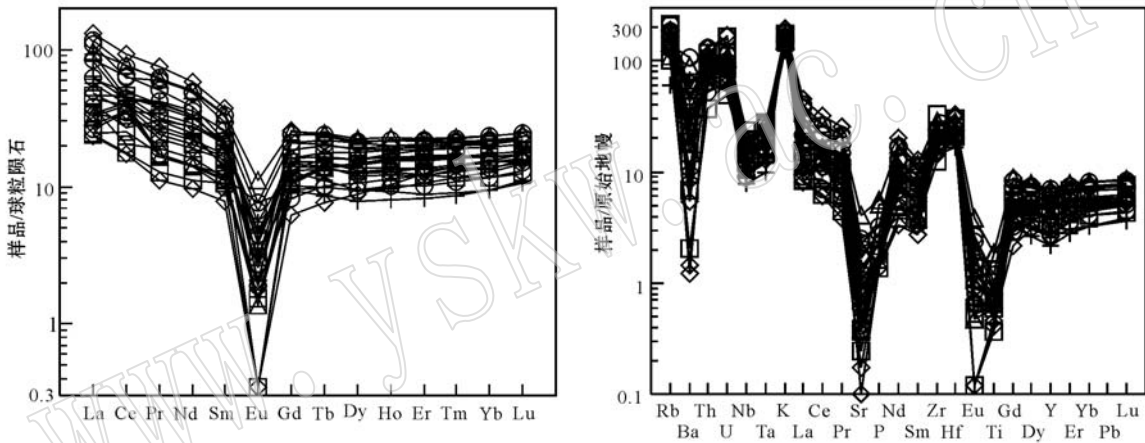 样品/球粒陨石
100
10
1
0.3
La Ce Pr Nd Sm Eu Gd Tb Dy Ho Er Tm Yb Lu
样品/原始地幔
300
100
10
1
0.1
Rb Th Nb K Ce Sr Nd Zr Eu Gd Y Yb Lu
Ba U Ta La Pr P Sm Hf Ti Dy Er Pb
www.yskw.ac.cn